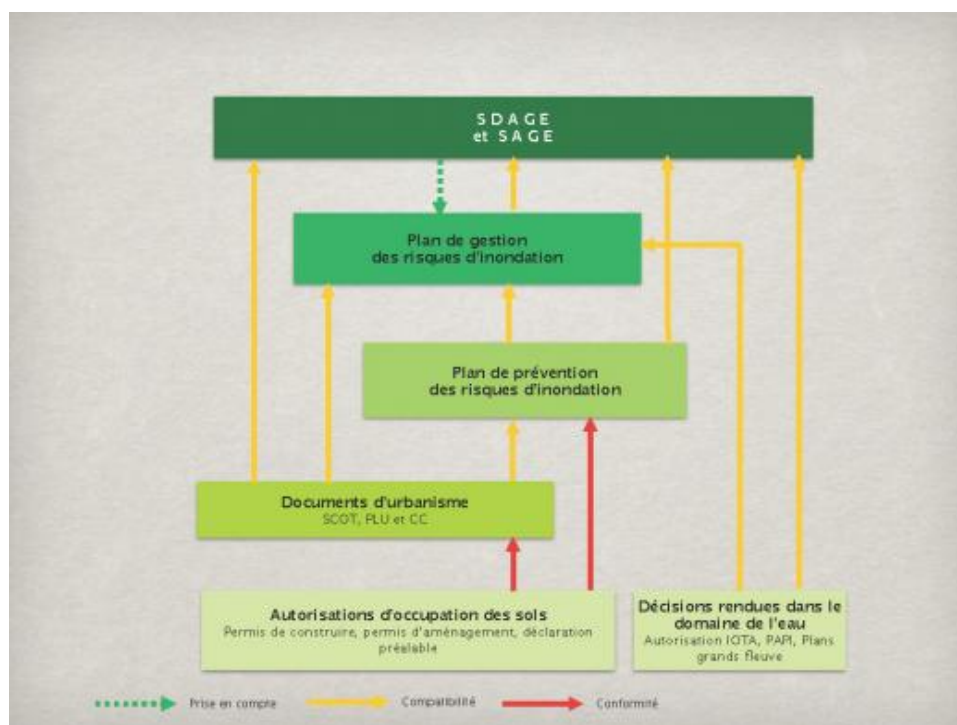 SDAGE
et SAGE
Plan de gestion
des risques d'inondation
Plan de prévention
des risques d'inondation
Documents d'urbanisme
SCOT, PLU et CC
Autorisations d'occupation des sols
Permis de construire, permis d'aménagement, déclaration
préalable
Décisions rendues dans le
domaine de l'eau
Autorisation IOTA, PAPI, Plans
grands fleuve
Prise en compte
Compatibilité
Conformité